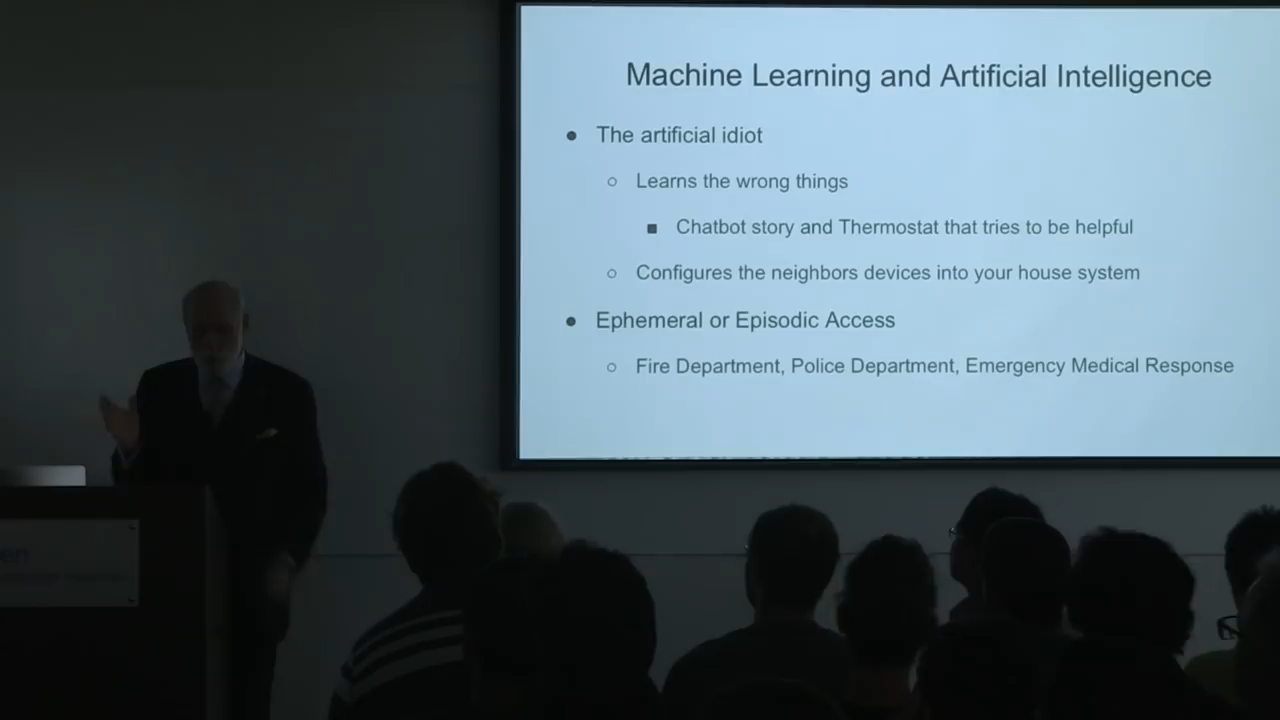 Machine Learning and Artificial Intelligence
● The artificial idiot
○ Learns the wrong things
■ Chatbot story and Thermostat that tries to be helpful
○ Configures the neighbors devices into your house system
● Ephemeral or Episodic Access
○ Fire Department, Police Department, Emergency Medical Response